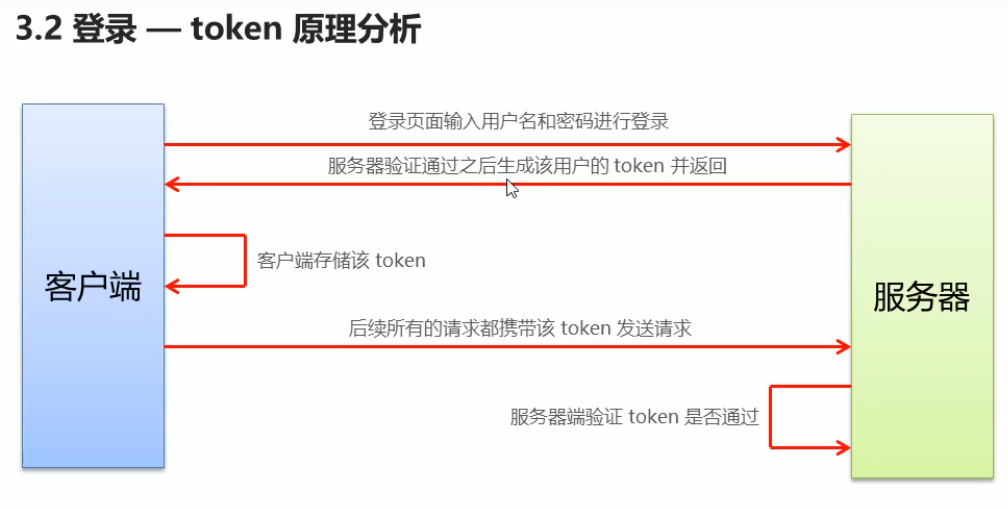 3.2 登录 — token 原理分析
登录页面输入用户名和密码进行登录
服务器验证通过之后生成该用户的 token 并返回
客户端
客户端存储该 token
服务器
后续所有的请求都携带该 token 发送请求
服务器端验证 token 是否通过